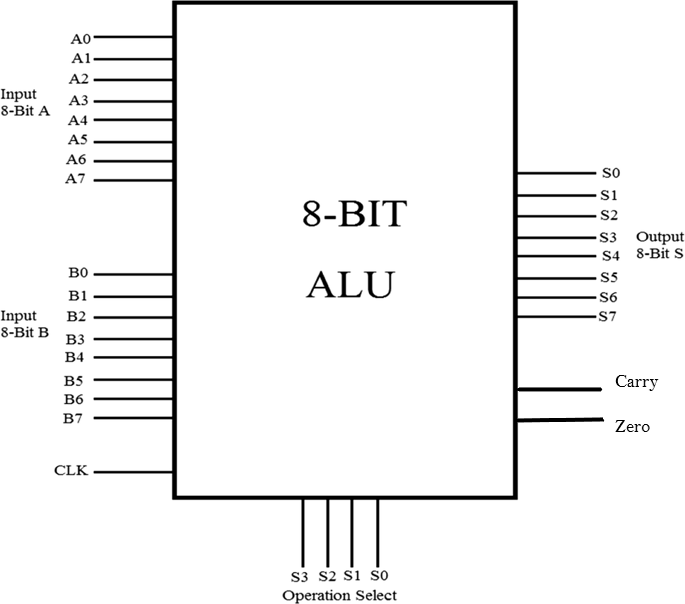 A0
A1
A2
A3
A4
A5
A6
A7
Input
8-Bit A
B0
B1
B2
B3
B4
B5
B6
B7
Input
8-Bit B
CLK
8-BIT
ALU
S0
S1
S2
S3
S4
S5
S6
S7
Output
8-Bit S
Carry
Zero
S3 S2 S1 S0
Operation Select